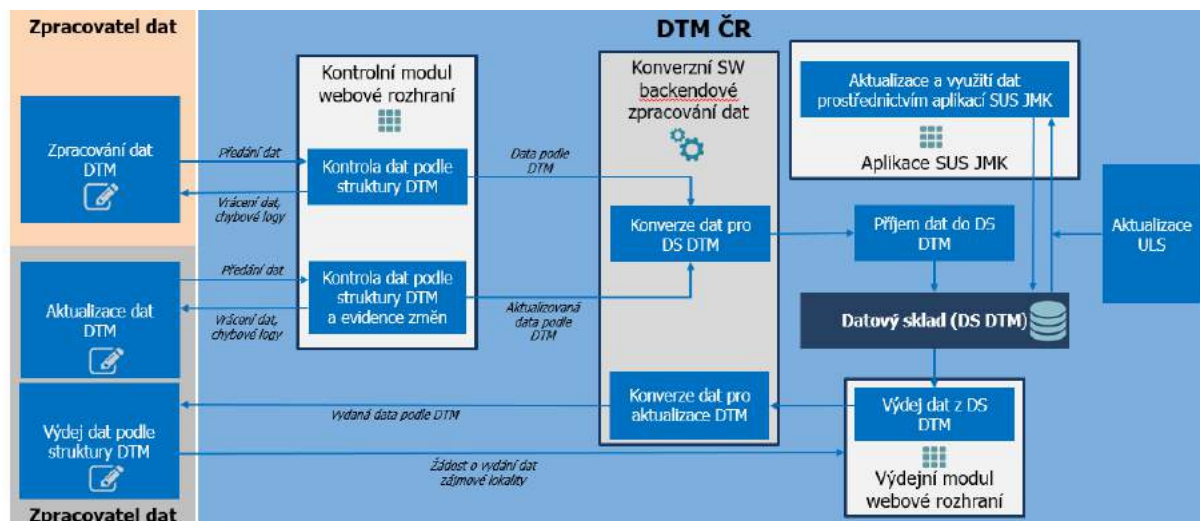 Zpracovatel dat
DTM ČR
Kontrolní modul
webové rozhraní
Konverzní SW
backendové
zpracování dat
Aktualizace a využití dat
prostřednictvím aplikací SUS JMK
Aplikace SUS JMK
Zpracování dat
DTM
Předání dat
Vrácení dat,
chybové logy
Kontrola dat podle
struktury DTM
Data podle
DTM
Konverze dat pro
DS DTM
Příjem dat do DS
DTM
Aktualizace
ULS
Předání dat
Kontrola dat podle
struktury DTM
a evidence změn
Aktualizace dat
DTM
Vrácení dat,
chybové logy
Aktualizovaná
data podle
DTM
Datový sklad (DS DTM)
Výdej dat podle
struktury DTM
Vydaná data podle DTM
Konverze dat pro
aktualizace DTM
Výdej dat z DS
DTM
Žádost o vydání dat
zájmové lokality
Výdejní modul
webové rozhraní
Zpracovatel dat